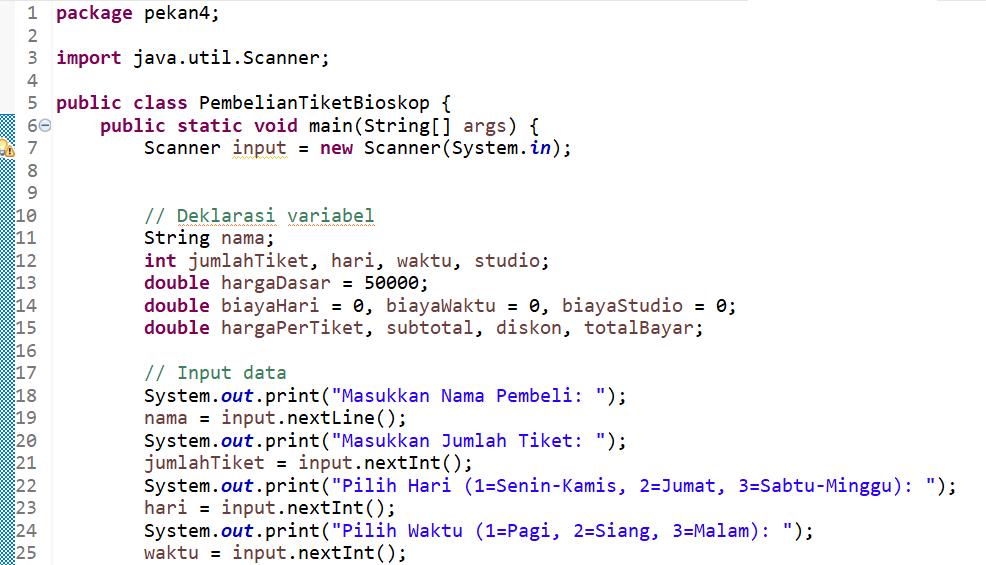 1 package pekan4;
2
3 import java.util.Scanner;
4
5 public class PembelianTiketBioskop {
6 public static void main(String[] args) {
7 Scanner input = new Scanner(System.in);
8
9
10 // Deklarasi variabel
11 String nama;
12 int jumlahTiket, hari, waktu, studio;
13 double hargaDasar = 50000;
14 double biayaHari = 0, biayaWaktu = 0, biayaStudio = 0;
15 double hargaPerTiket, subtotal, diskon, totalBayar;
16
17 // Input data
18 System.out.print("Masukkan Nama Pembeli: ");
19 nama = input.nextLine();
20 System.out.print("Masukkan Jumlah Tiket: ");
21 jumlahTiket = input.nextInt();
22 System.out.print("Pilih Hari (1=Senin-Kamis, 2=Jumat, 3=Sabtu-Minggu): ");
23 hari = input.nextInt();
24 System.out.print("Pilih Waktu (1=Pagi, 2=Siang, 3=Malam): ");
25 waktu = input.nextInt();